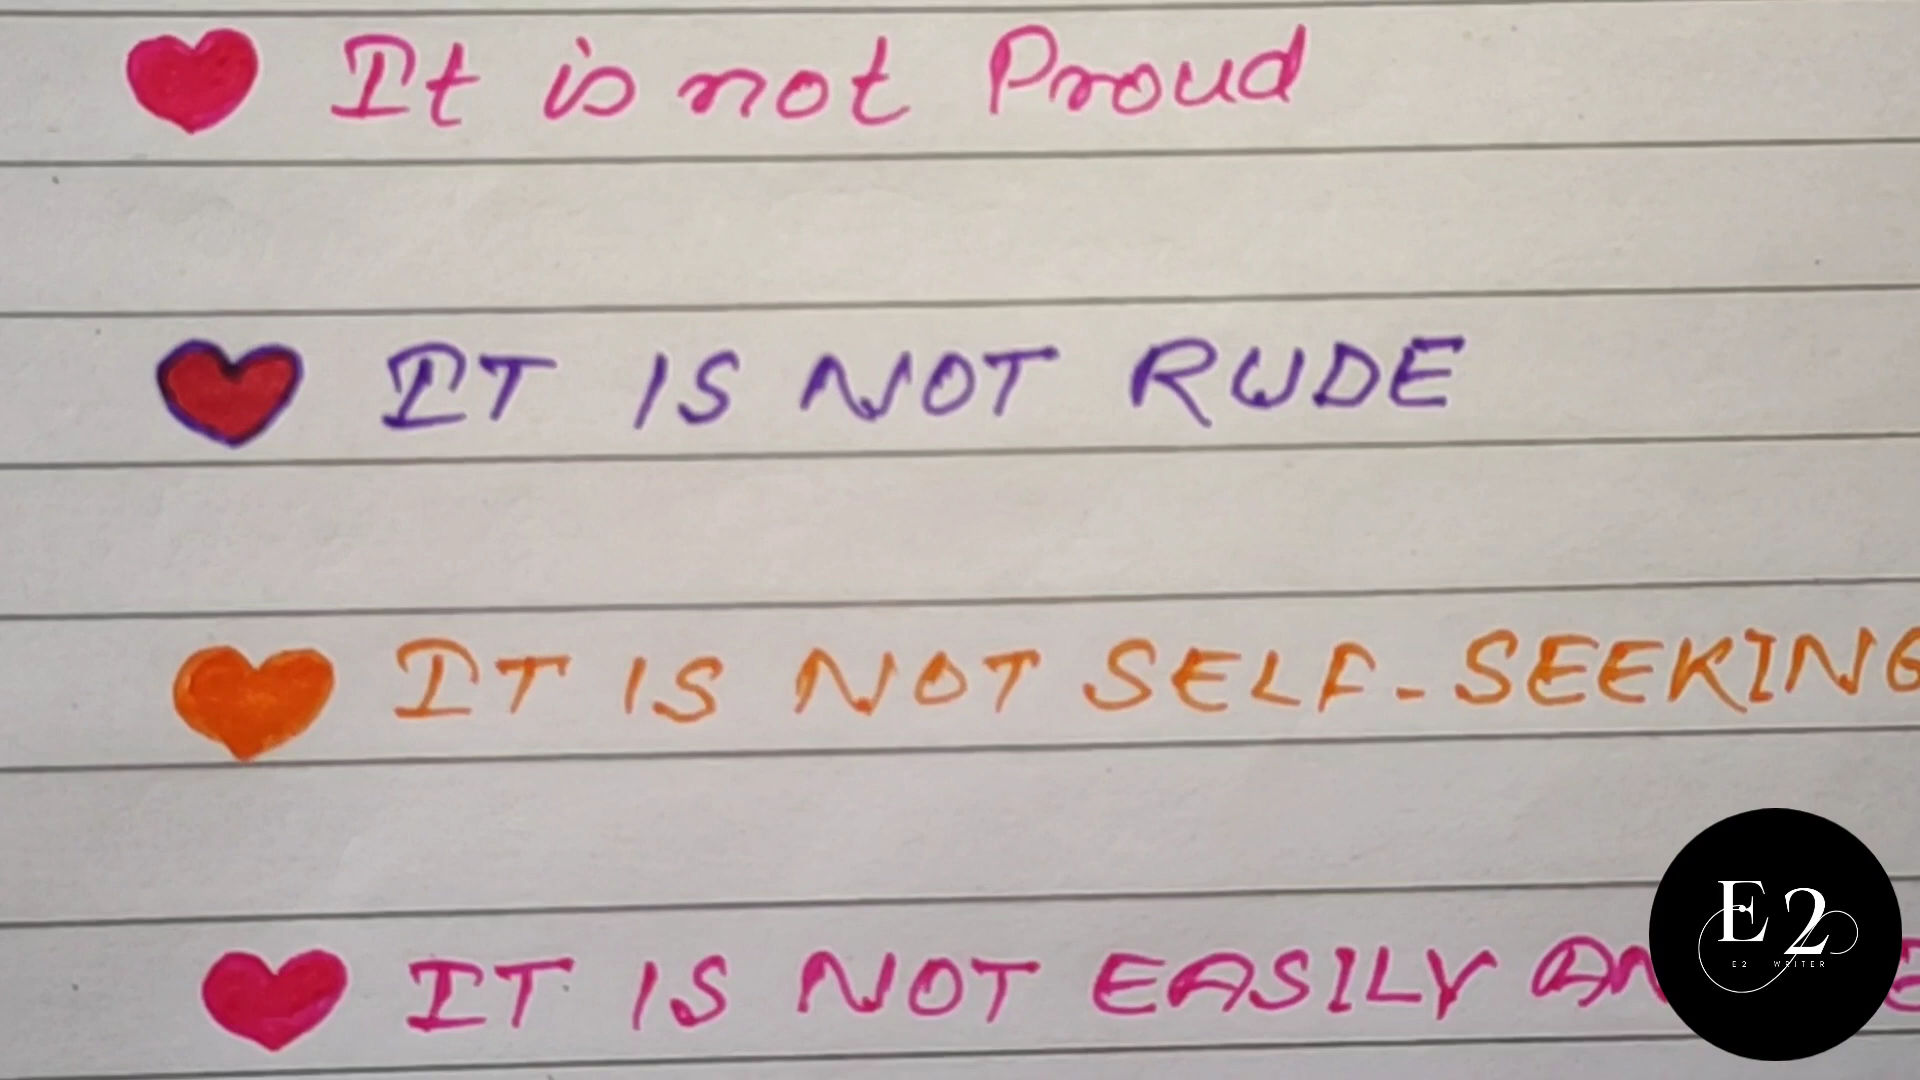 It is not Proud
IT IS NOT RUDE
IT IS NOT SELF-SEEKING
IT IS NOT EASILY
E2
E2 WRITER